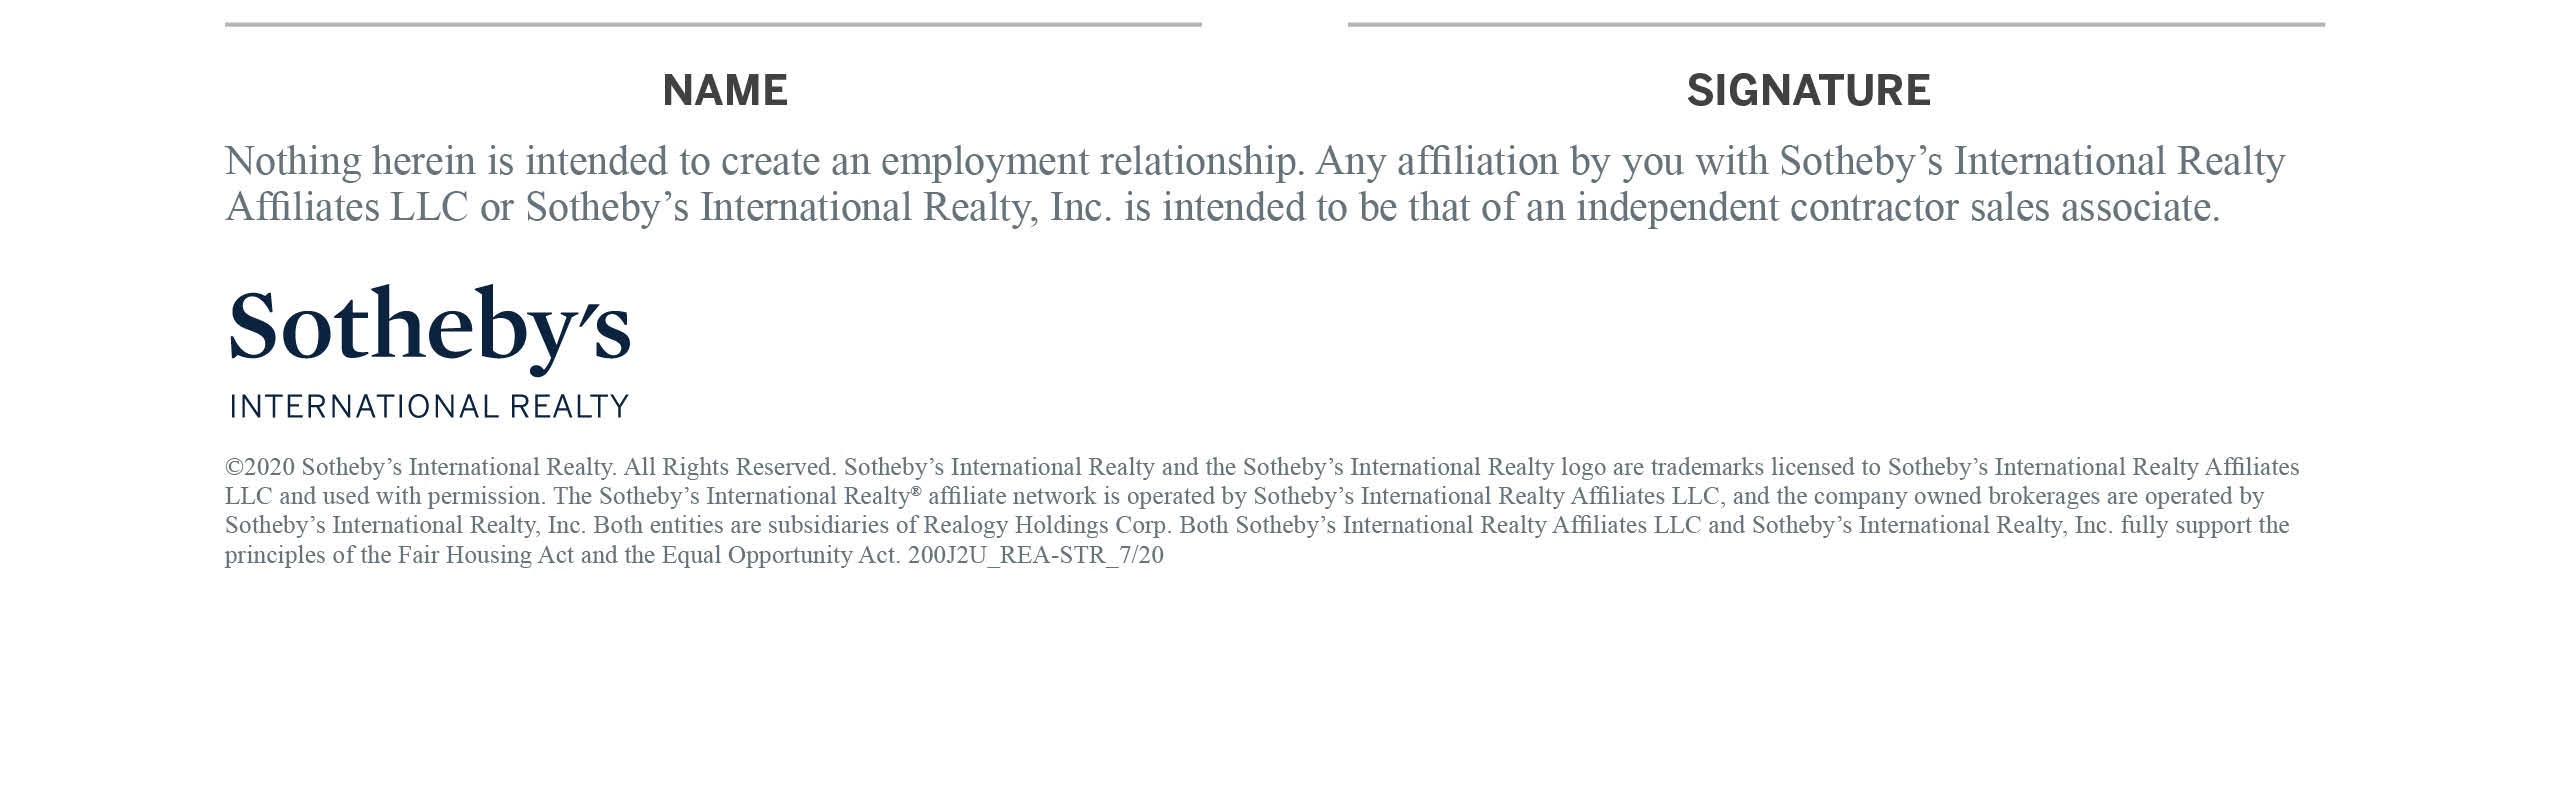 NAME
SIGNATURE
Nothing herein is intended to create an employment relationship. Any affiliation by you with Sotheby’s International Realty
Affiliates LLC or Sotheby’s International Realty, Inc. is intended to be that of an independent contractor sales associate.
Sotheby's
INTERNATIONAL REALTY
©2020 Sotheby’s International Realty. All Rights Reserved. Sotheby’s International Realty and the Sotheby’s International Realty logo are trademarks licensed to Sotheby’s International Realty Affiliates
LLC and used with permission. The Sotheby’s International Realty® affiliate network is operated by Sotheby’s International Realty Affiliates LLC, and the company owned brokerages are operated by
Sotheby’s International Realty, Inc. Both entities are subsidiaries of Realogy Holdings Corp. Both Sotheby’s International Realty Affiliates LLC and Sotheby’s International Realty, Inc. fully support the
principles of the Fair Housing Act and the Equal Opportunity Act. 200J2U_REA-STR_7/20